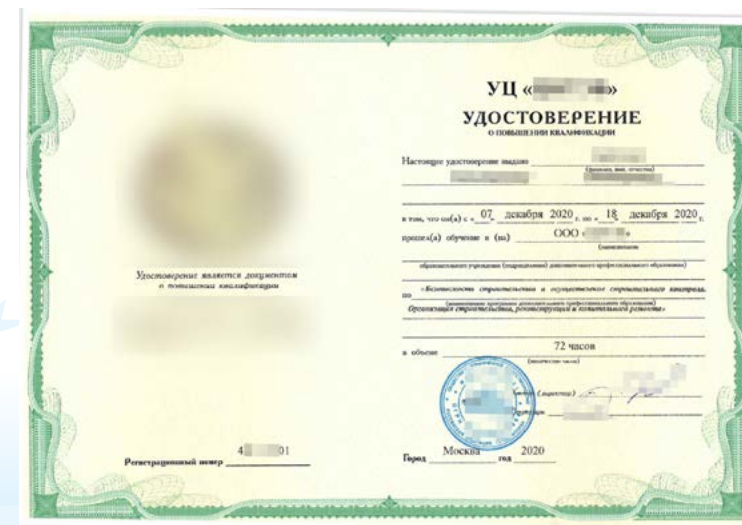 Удостоверение является документом
о повышении квалификации
Регистрационный номер 4 01
УЦ « »
УДОСТОВЕРЕНИЕ
О ПОВЫШЕНИИ КВАЛИФИКАЦИИ
Настоящее удостоверение выдано
(фамилия, имя, отчество)
в том, что он(а) с « 07 » декабря 2020 г. по « 18 » декабря 2020 г.
прошел(а) обучение в (на) ООО « »
(наименование
образовательного учреждения (подразделения) дополнительного профессионального образования)
по «Безопасность строительства и осуществление строительного контроля.
(наименование программы дополнительного профессионального образования)
Организация строительства, реконструкции и капитального ремонта»
в объеме 72 часов
(количество часов)
(директор)
Город Москва год 2020